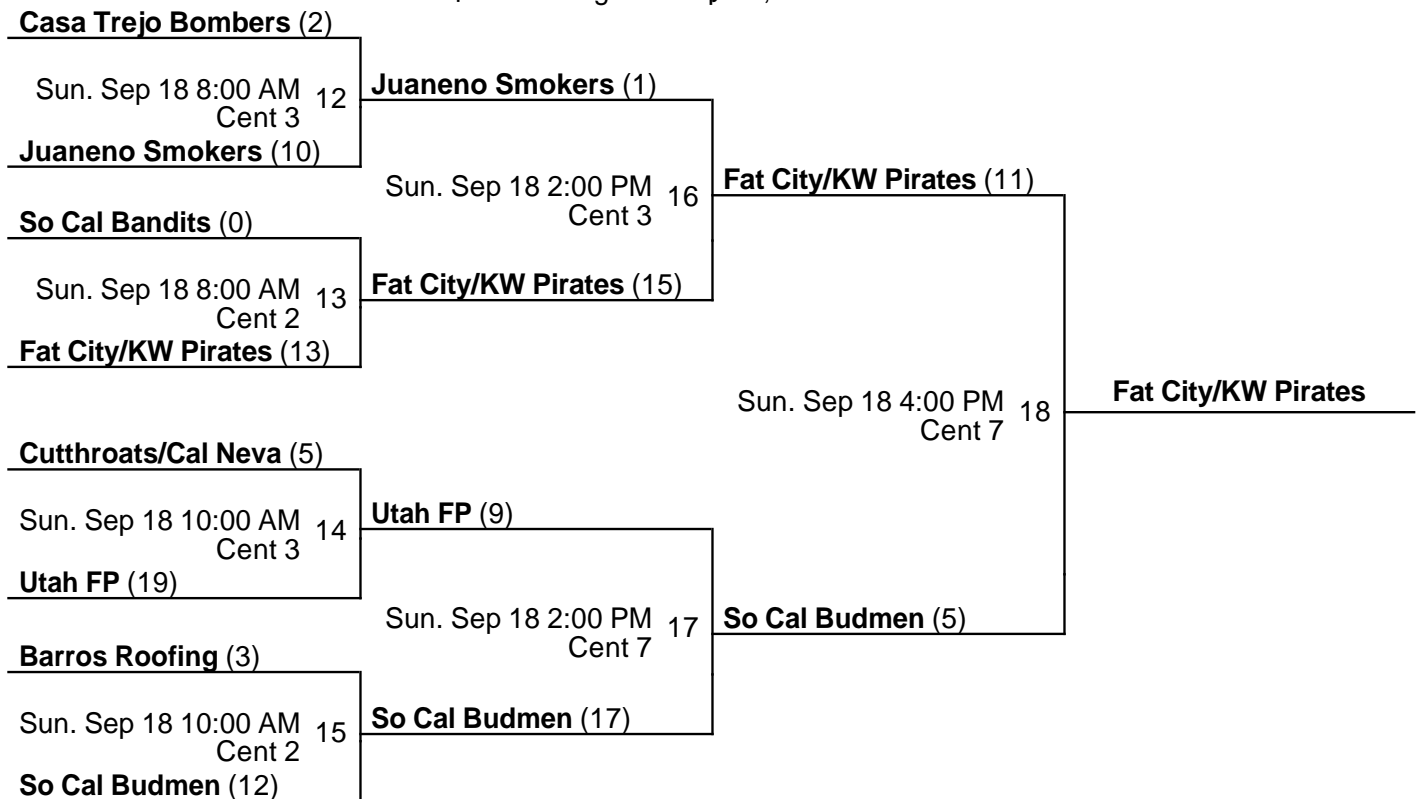 Casa Trejo Bombers (2)
Sun. Sep 18 8:00 AM 12
Cent 3
Juaneno Smokers (10)
So Cal Bandits (0)
Sun. Sep 18 8:00 AM 13
Cent 2
Fat City/KW Pirates (13)
Cutthroats/Cal Neva (5)
Sun. Sep 18 10:00 AM 14
Cent 3
Utah FP (19)
Barros Roofing (3)
Sun. Sep 18 10:00 AM 15
Cent 2
So Cal Budmen (12)
Juaneno Smokers (1)
Sun. Sep 18 2:00 PM 16
Cent 3
Fat City/KW Pirates (15)
Utah FP (9)
Sun. Sep 18 2:00 PM 17
Cent 7
So Cal Budmen (17)
Fat City/KW Pirates (11)
Sun. Sep 18 4:00 PM 18
Cent 7
So Cal Budmen (5)
Fat City/KW Pirates